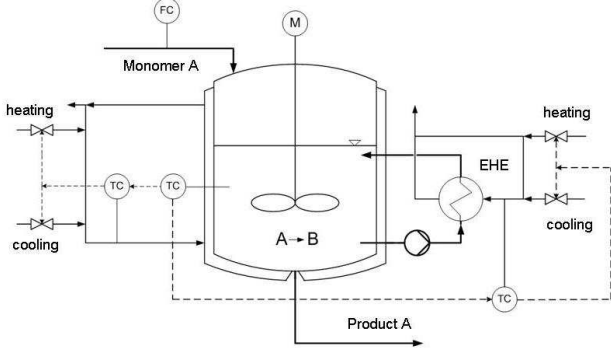 FC
M
Monomer A
heating
heating
EHE
TC
TC
cooling
cooling
A→B
TC
Product A